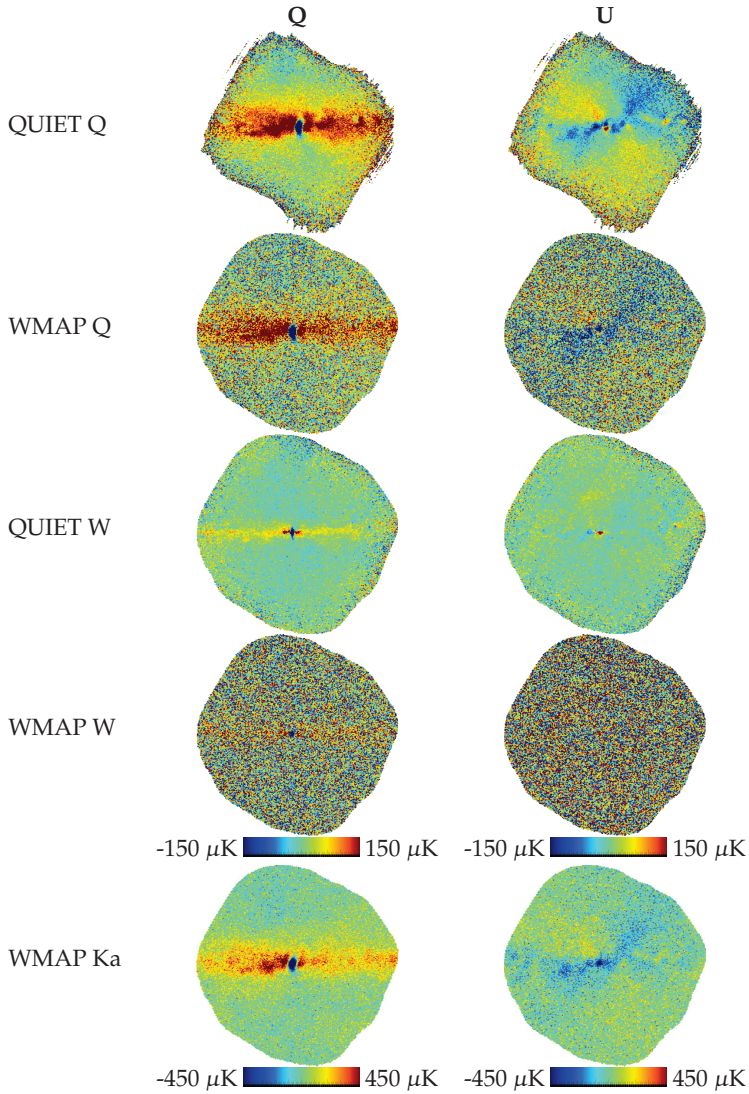 Q U
QUIET Q
WMAP Q
QUIET W
WMAP W
-150 μK 150 μK -150 μK 150 μK
WMAP Ka
-450 μK 450 μK -450 μK 450 μK